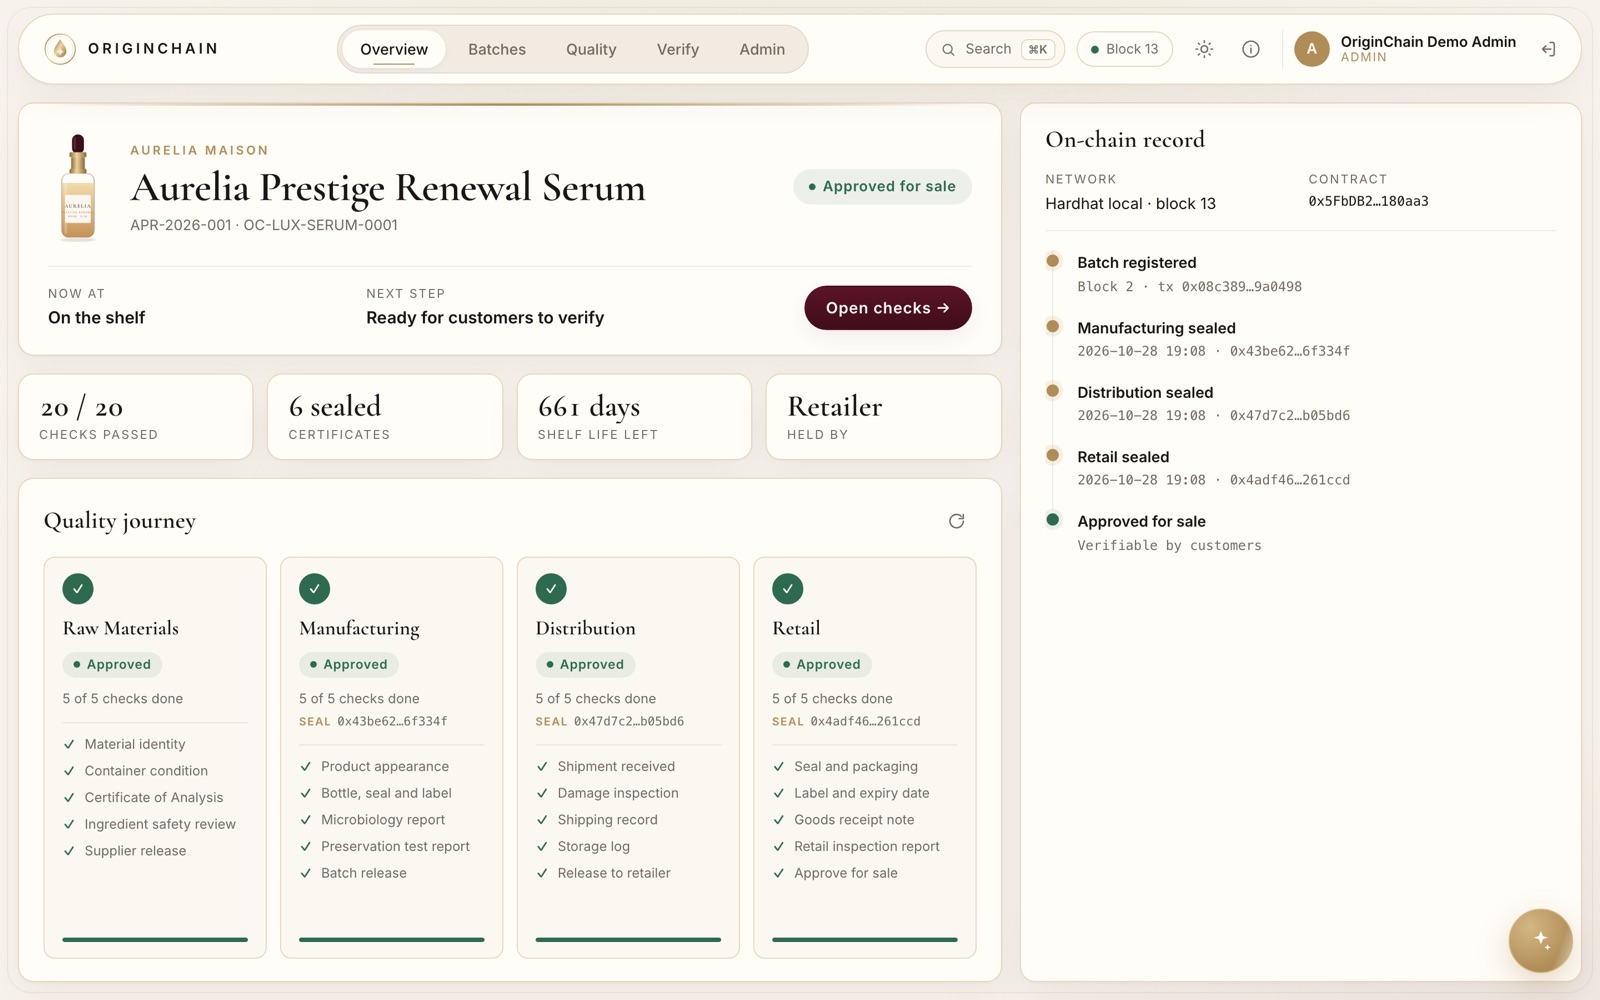 ORIGINCHAIN
Overview
Batches
Quality
Verify
Admin
Search ⌘K
Block 13
A
OriginChain Demo Admin
ADMIN
AURELIA
AURELIA MAISON
Aurelia Prestige Renewal Serum
APR-2026-001 · OC-LUX-SERUM-0001
Approved for sale
NOW AT
On the shelf
NEXT STEP
Ready for customers to verify
Open checks →
20 / 20
CHECKS PASSED
6 sealed
CERTIFICATES
661 days
SHELF LIFE LEFT
Retailer
HELD BY
Quality journey
Raw Materials
Approved
5 of 5 checks done
Material identity
Container condition
Certificate of Analysis
Ingredient safety review
Supplier release
Manufacturing
Approved
5 of 5 checks done
SEAL 0x43be62…6f334f
Product appearance
Bottle, seal and label
Microbiology report
Preservation test report
Batch release
Distribution
Approved
5 of 5 checks done
SEAL 0x47d7c2…b05bd6
Shipment received
Damage inspection
Shipping record
Storage log
Release to retailer
Retail
Approved
5 of 5 checks done
SEAL 0x4adf46…261ccd
Seal and packaging
Label and expiry date
Goods receipt note
Retail inspection report
Approve for sale
On-chain record
NETWORK
Hardhat local · block 13
CONTRACT
0x5FbDB2…180aa3
Batch registered
Block 2 · tx 0x08c389…9a0498
Manufacturing sealed
2026-10-28 19:08 · 0x43be62…6f334f
Distribution sealed
2026-10-28 19:08 · 0x47d7c2…b05bd6
Retail sealed
2026-10-28 19:08 · 0x4adf46…261ccd
Approved for sale
Verifiable by customers